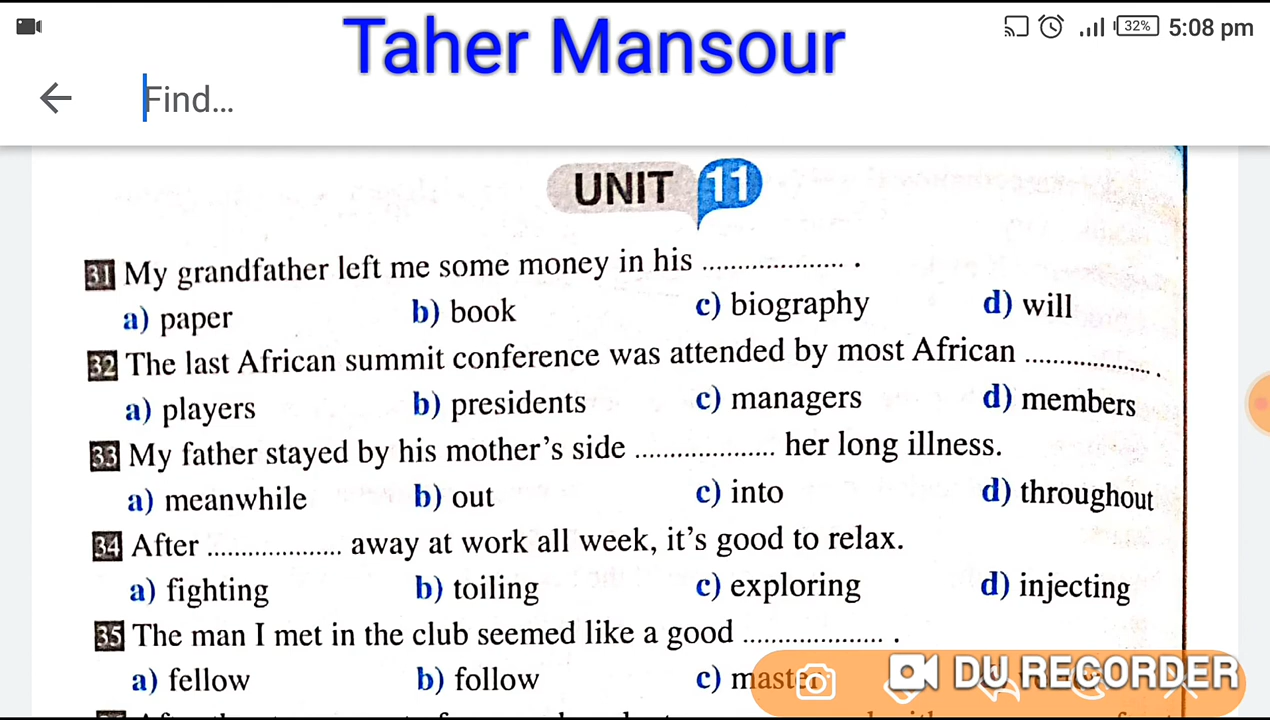 Taher Mansour
32% 5:08 pm
Find...
UNIT 11
31 My grandfather left me some money in his .................... .
a) paper b) book c) biography d) will
32 The last African summit conference was attended by most African .................... .
a) players b) presidents c) managers d) members
33 My father stayed by his mother's side .................... her long illness.
a) meanwhile b) out c) into d) throughout
34 After .................... away at work all week, it's good to relax.
a) fighting b) toiling c) exploring d) injecting
35 The man I met in the club seemed like a good .................... .
a) fellow b) follow c) master
DU RECORDER